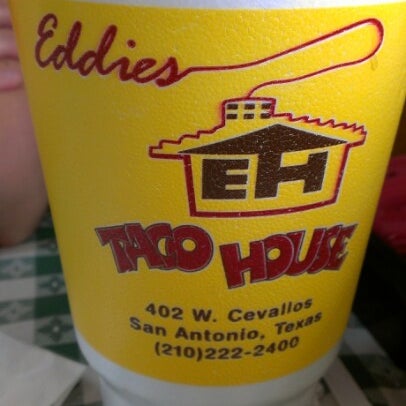 Eddies
EH
TACO HOUSE
402 W. Cevallos
San Antonio, Texas
(210)222-2400